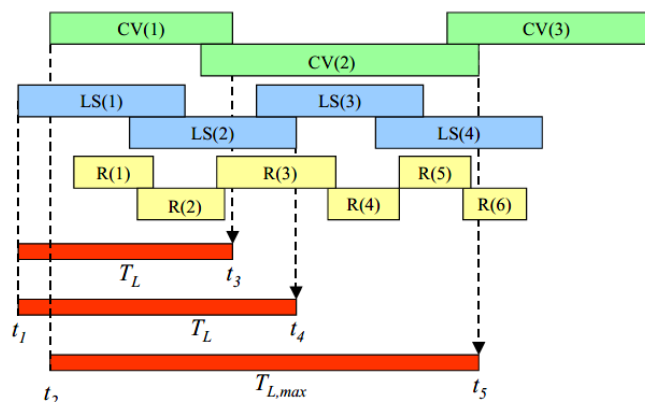 CV(1) CV(3)
CV(2)
LS(1) LS(3)
LS(2) LS(4)
R(1) R(3) R(5)
R(2) R(4) R(6)
T_L t_3
t_1 T_L t_4
t_2 T_{L,max} t_5